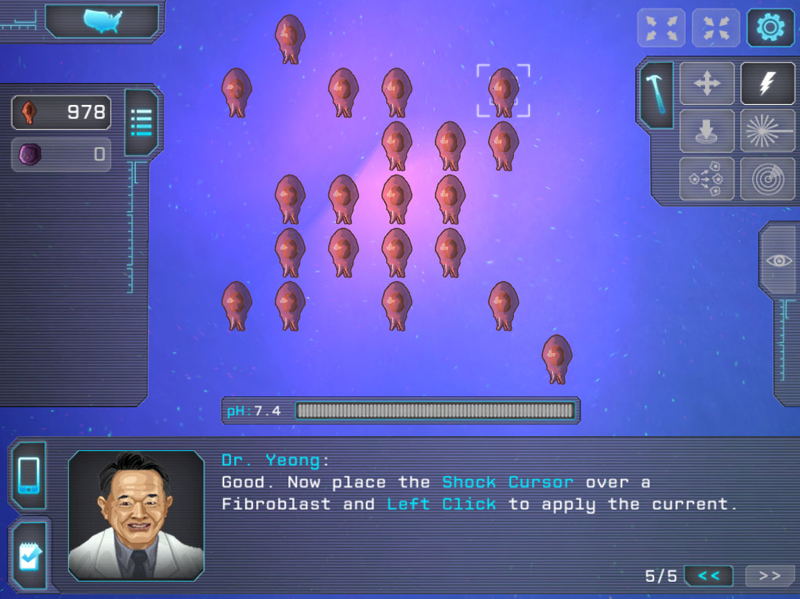 978
0
pH:7.4
Dr. Yeong:
Good. Now place the Shock Cursor over a
Fibroblast and Left Click to apply the current.
5/5 << >>